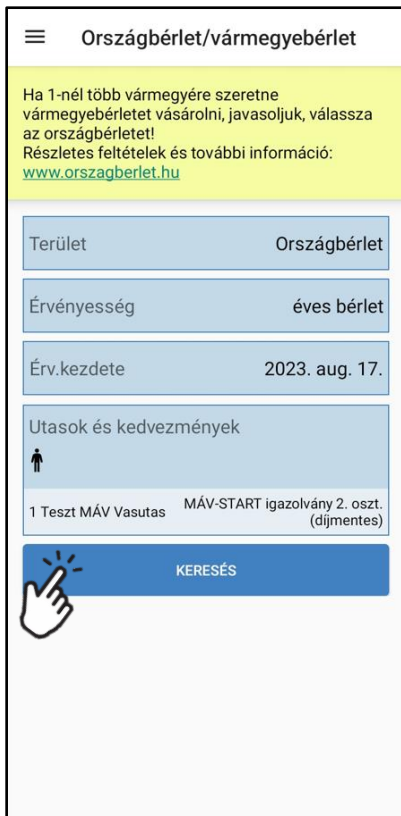 Országbérlet/vármegyebérlet
Ha 1-nél több vármegyére szeretne
vármegyebérletet vásárolni, javasoljuk, válassza
az országbérletet!
Részletes feltételek és további információ:
www.orszagberlet.hu
Terület Országbérlet
Érvényesség éves bérlet
Érv.kezdete 2023. aug. 17.
Utasok és kedvezmények
1 Teszt MÁV Vasutas MÁV-START igazolvány 2. oszt.
(díjmentes)
KERESÉS